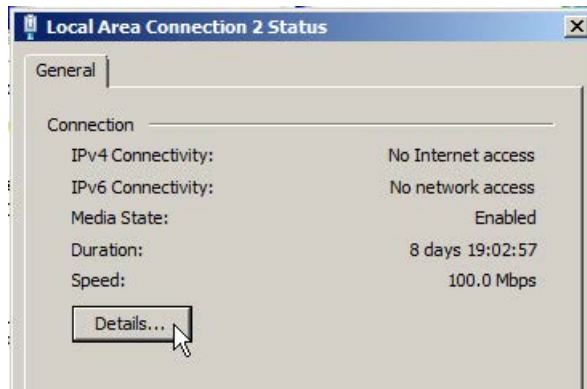 Local Area Connection 2 Status
General
Connection
IPv4 Connectivity: No Internet access
IPv6 Connectivity: No network access
Media State: Enabled
Duration: 8 days 19:02:57
Speed: 100.0 Mbps
Details...